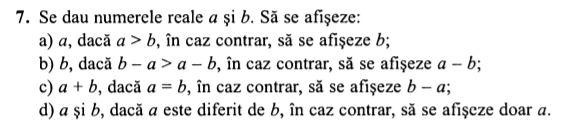 7. Se dau numerele reale a și b. Să se afișeze:
a) a, dacă a > b, în caz contrar, să se afișeze b;
b) b, dacă b – a > a – b, în caz contrar, să se afișeze a – b;
c) a + b, dacă a = b, în caz contrar, să se afișeze b – a;
d) a și b, dacă a este diferit de b, în caz contrar, să se afișeze doar a.